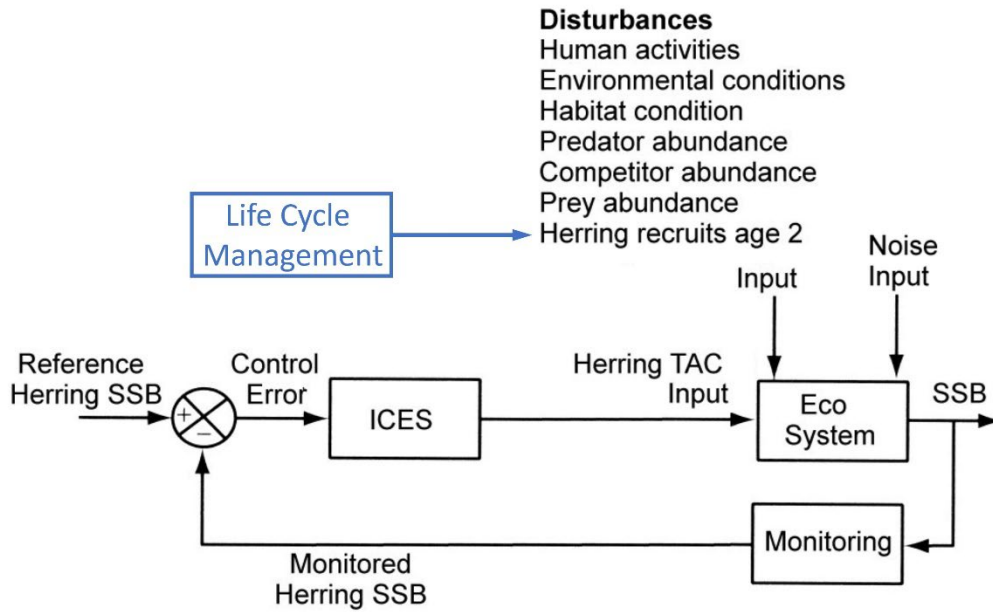 Disturbances
Human activities
Environmental conditions
Habitat condition
Predator abundance
Competitor abundance
Prey abundance
Herring recruits age 2
Life Cycle
Management
Input
Noise
Input
Reference
Herring SSB
+
−
Control
Error
ICES
Herring TAC
Input
Eco
System
SSB
Monitoring
Monitored
Herring SSB